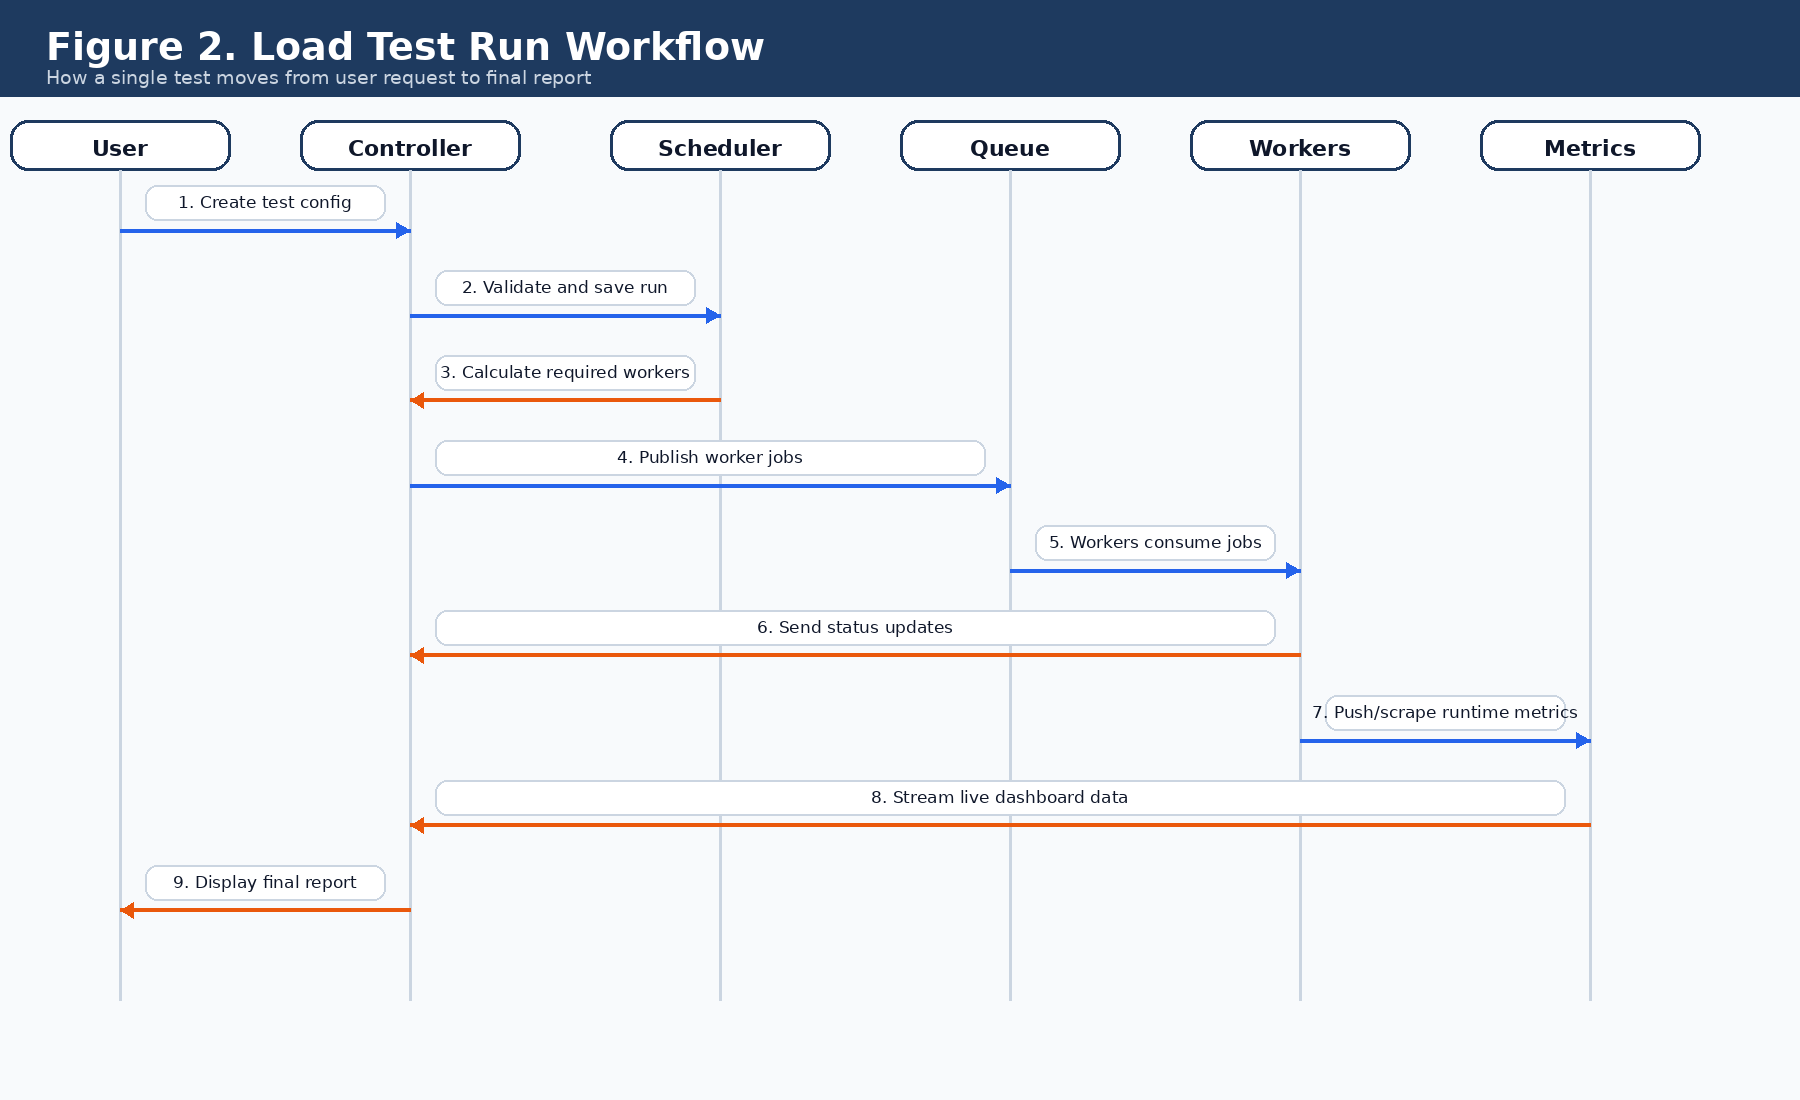 Figure 2. Load Test Run Workflow
How a single test moves from user request to final report
User
Controller
Scheduler
Queue
Workers
Metrics
1. Create test config
2. Validate and save run
3. Calculate required workers
4. Publish worker jobs
5. Workers consume jobs
6. Send status updates
7. Push/scrape runtime metrics
8. Stream live dashboard data
9. Display final report